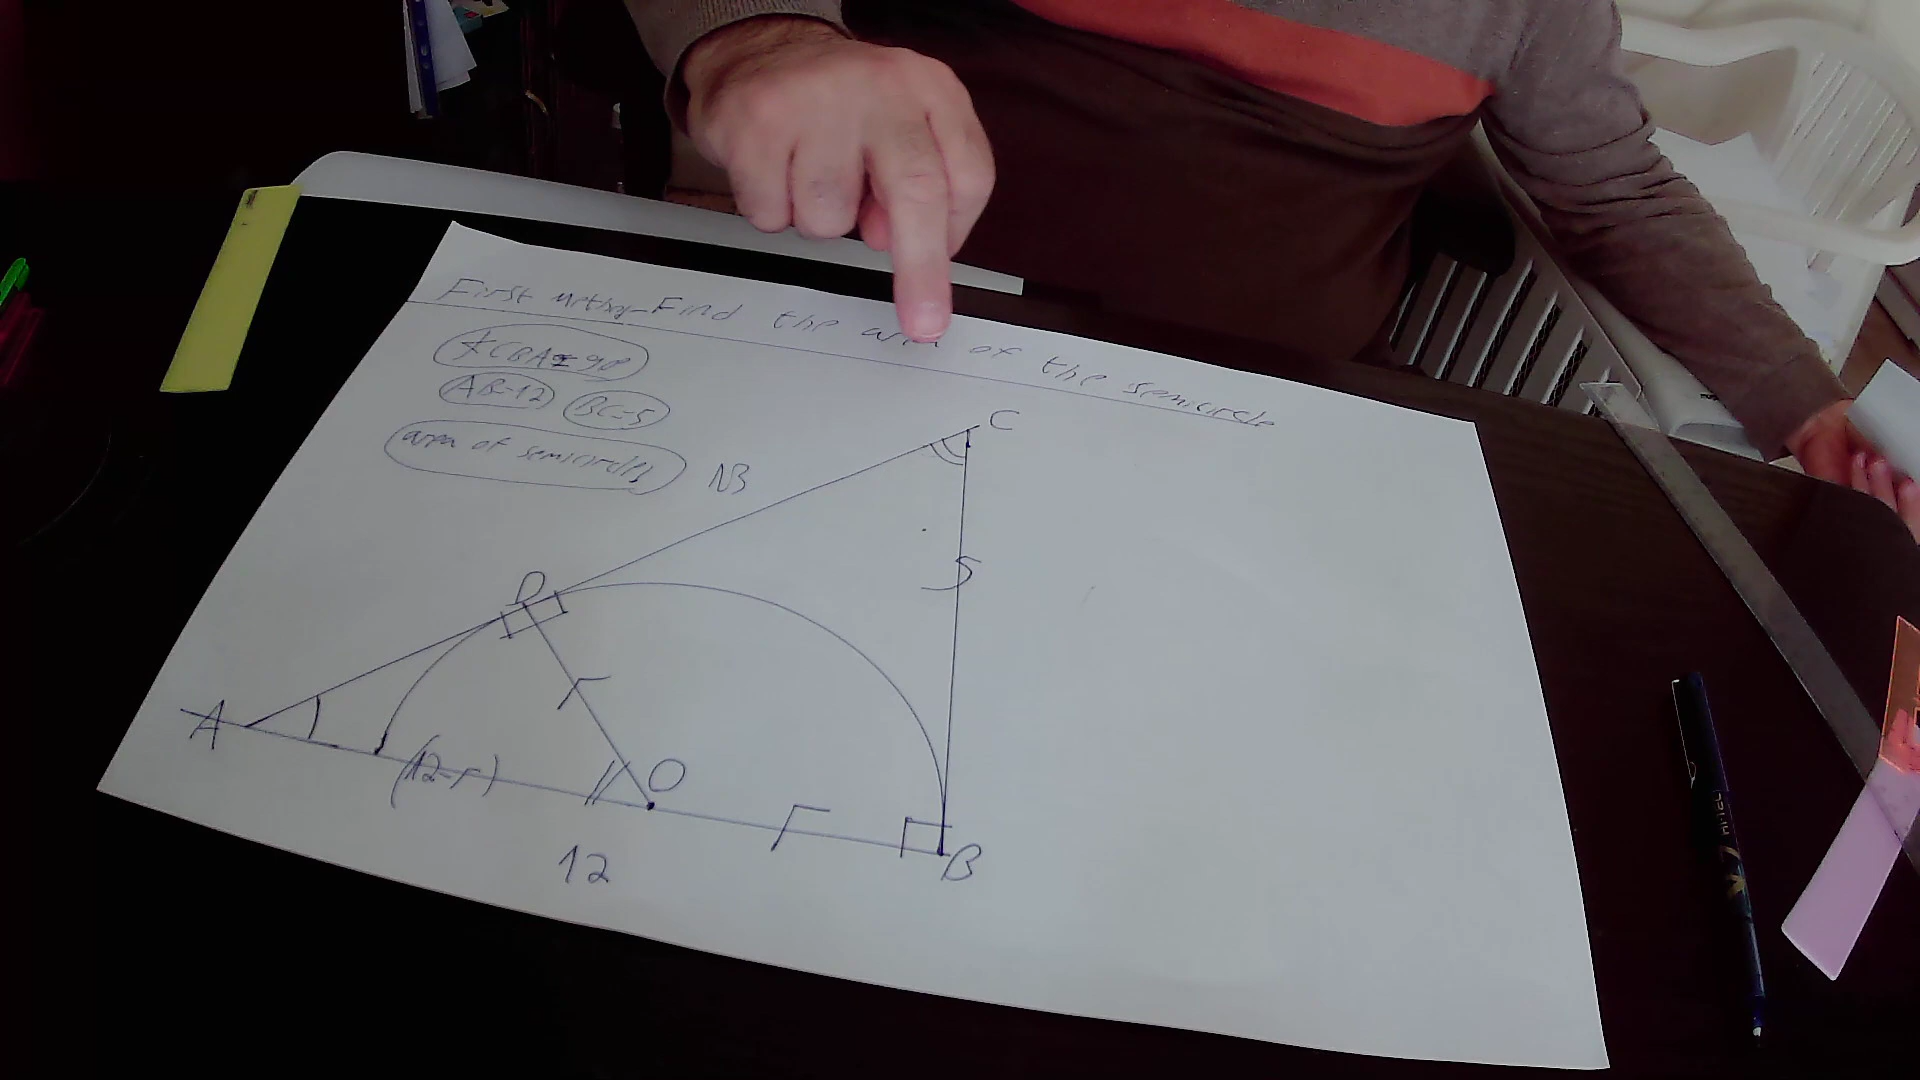 First Method-Find the area of the semicircle
∡CBA=90
AB=12 BC=5
area of semicircle
13
C
D
5
r
A
(12-r)
O
r
B
12